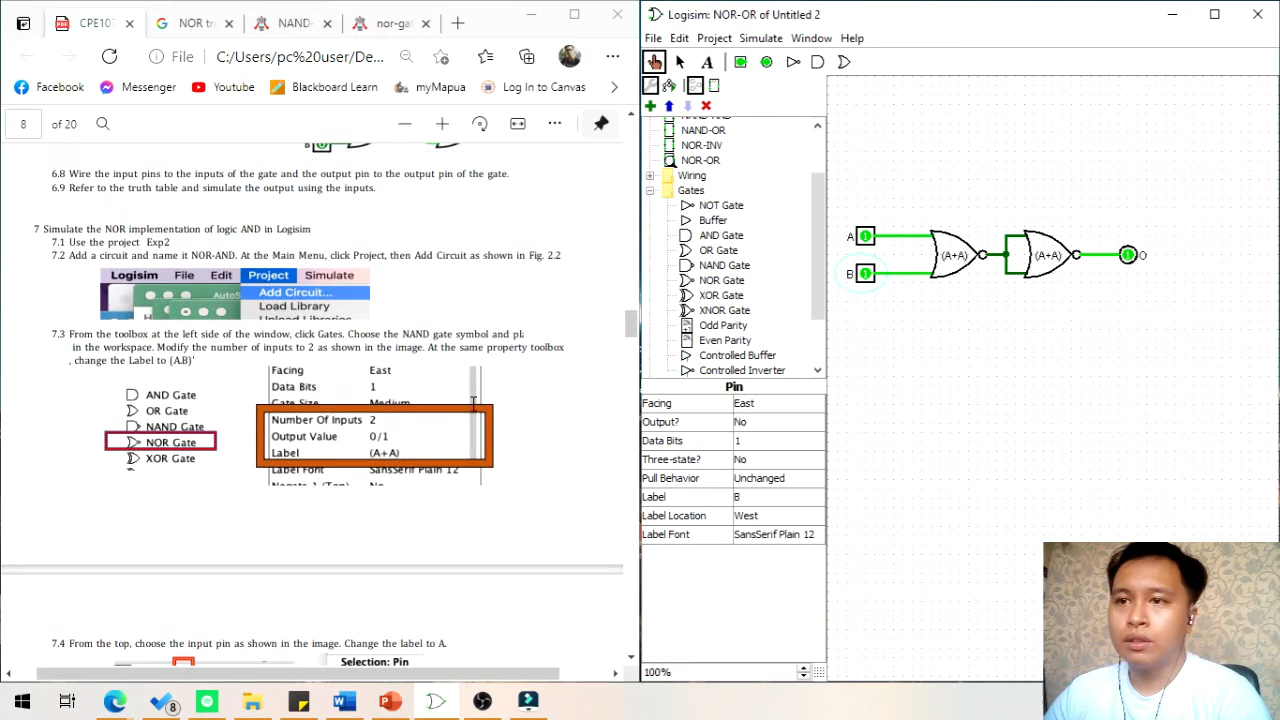 CPE107
NOR tr
NAND-
nor-ga
File
C:/Users/pc%20user/De...
Facebook
Messenger
Youtube
Blackboard Learn
myMapua
Log In to Canvas
8
of 20
B
6.8 Wire the input pins to the inputs of the gate and the output pin to the output pin of the gate.
6.9 Refer to the truth table and simulate the output using the inputs.
7 Simulate the NOR implementation of logic AND in Logisim
7.1 Use the project Exp2
7.2 Add a circuit and name it NOR-AND. At the Main Menu, click Project, then Add Circuit as shown in Fig. 2.2
Logisim File Edit Project Simulate
Add Circuit...
Load Library
7.3 From the toolbox at the left side of the window, click Gates. Choose the NAND gate symbol and pl
in the workspace. Modify the number of inputs to 2 as shown in the image. At the same property toolbox
, change the Label to (A.B)'
AND Gate
OR Gate
NAND Gate
NOR Gate
XOR Gate
Facing East
Data Bits 1
Gate Size Medium
Number Of Inputs 2
Output Value 0/1
Label (A+A)
Label Font SansSerif Plain 12
Negate 1 (Top) No
7.4 From the top, choose the input pin as shown in the image. Change the label to A.
Selection: Pin
8
Logisim: NOR-OR of Untitled 2
File Edit Project Simulate Window Help
A
NAND-OR
NOR-INV
NOR-OR
Wiring
Gates
NOT Gate
Buffer
AND Gate
OR Gate
NAND Gate
NOR Gate
XOR Gate
XNOR Gate
Odd Parity
Even Parity
Controlled Buffer
Controlled Inverter
Pin
Facing East
Output? No
Data Bits 1
Three-state? No
Pull Behavior Unchanged
Label B
Label Location West
Label Font SansSerif Plain 12
100%
A 1
B 1
(A+A)
(A+A)
1 O